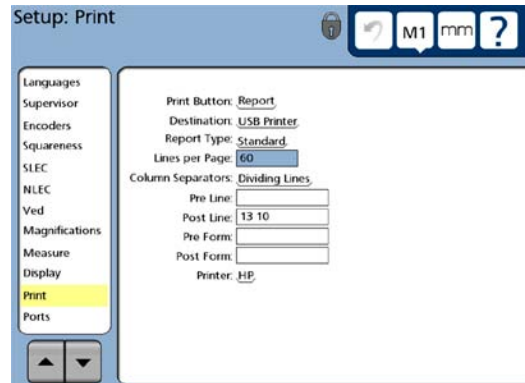 Setup: Print
M1
mm
?
Languages
Supervisor
Encoders
Squareness
SLEC
NLEC
Ved
Magnifications
Measure
Display
Print
Ports
Print Button: Report
Destination: USB Printer
Report Type: Standard
Lines per Page: 60
Column Separators: Dividing Lines
Pre Line:
Post Line: 13 10
Pre Form:
Post Form:
Printer: HP